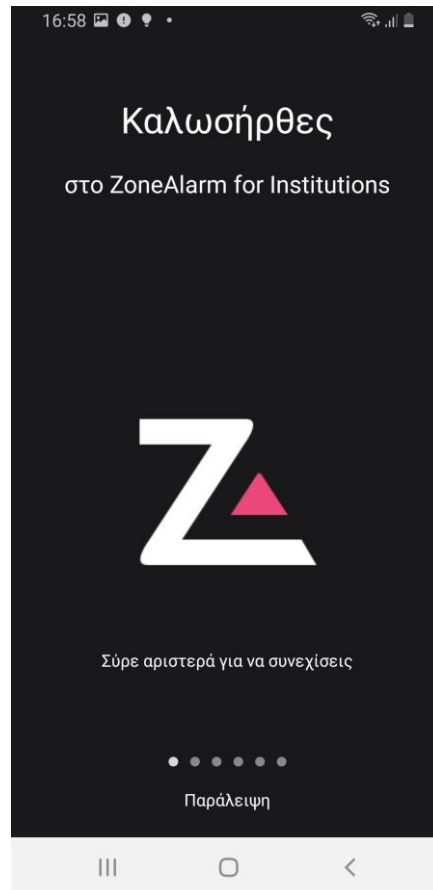 16:58
Καλωσήρθες
στο ZoneAlarm for Institutions
Σύρε αριστερά για να συνεχίσεις
Παράλειψη